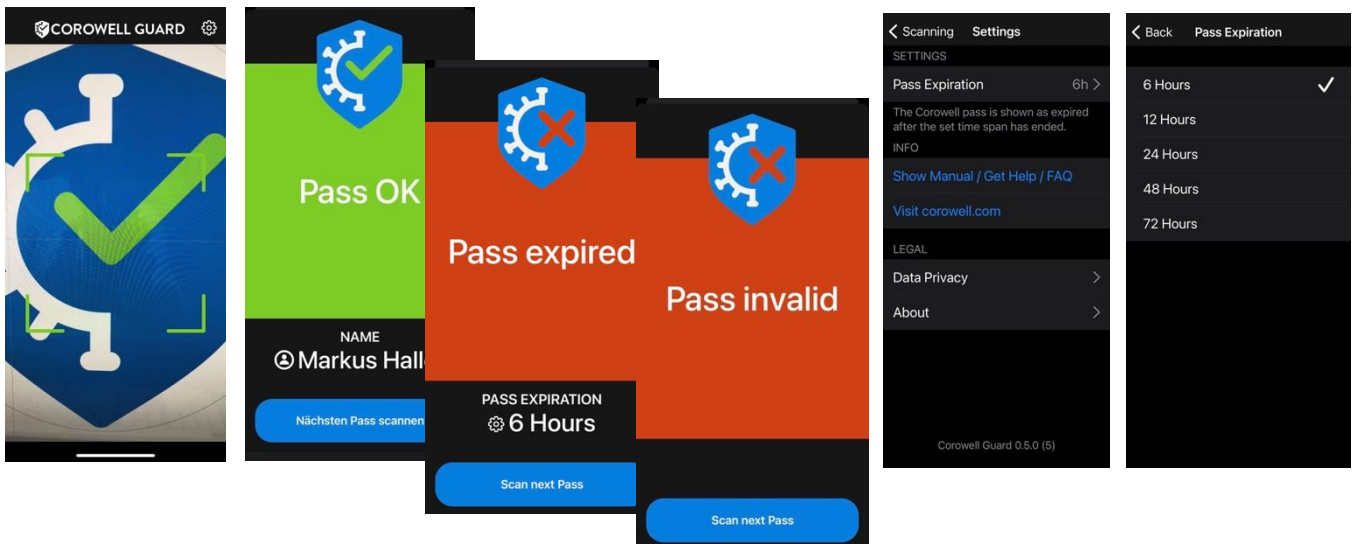 COROWELL GUARD
Pass OK
NAME
Markus Hall
Nächsten Pass scannen
Pass expired
PASS EXPIRATION
6 Hours
Scan next Pass
Pass invalid
Scan next Pass
Scanning Settings
SETTINGS
Pass Expiration 6h
The Corowell pass is shown as expired
after the set time span has ended.
INFO
Show Manual / Get Help / FAQ
Visit corowell.com
LEGAL
Data Privacy
About
Corowell Guard 0.5.0 (5)
Back Pass Expiration
6 Hours
12 Hours
24 Hours
48 Hours
72 Hours